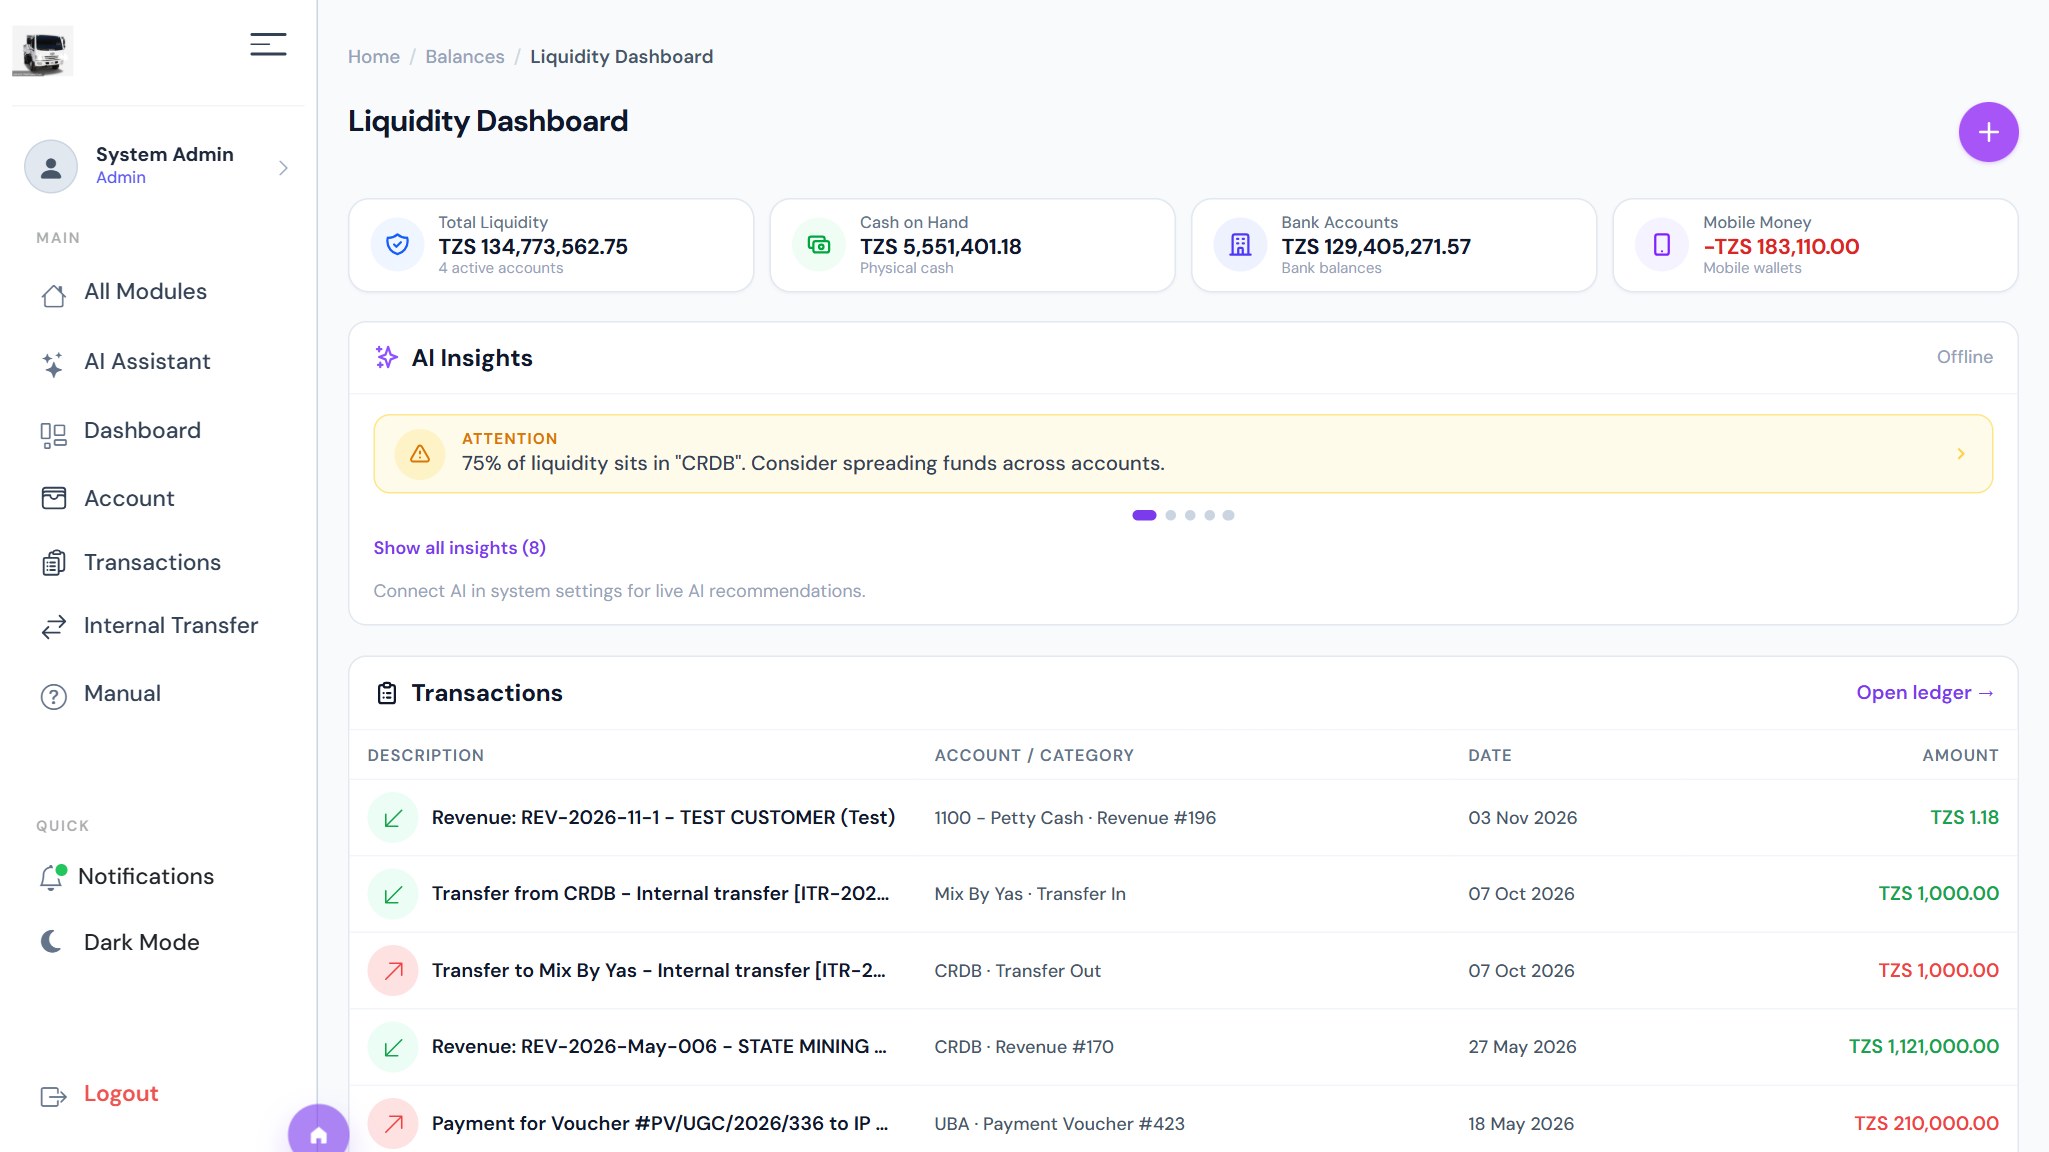 System Admin
Admin
MAIN
All Modules
AI Assistant
Dashboard
Account
Transactions
Internal Transfer
Manual
QUICK
Notifications
Dark Mode
Logout
Home / Balances / Liquidity Dashboard
Liquidity Dashboard
Total Liquidity
TZS 134,773,562.75
4 active accounts
Cash on Hand
TZS 5,551,401.18
Physical cash
Bank Accounts
TZS 129,405,271.57
Bank balances
Mobile Money
-TZS 183,110.00
Mobile wallets
AI Insights
Offline
ATTENTION
75% of liquidity sits in "CRDB". Consider spreading funds across accounts.
Show all insights (8)
Connect AI in system settings for live AI recommendations.
Transactions
Open ledger →
DESCRIPTION ACCOUNT / CATEGORY DATE AMOUNT
Revenue: REV-2026-11-1 - TEST CUSTOMER (Test) 1100 - Petty Cash · Revenue #196 03 Nov 2026 TZS 1.18
Transfer from CRDB - Internal transfer [ITR-202... Mix By Yas · Transfer In 07 Oct 2026 TZS 1,000.00
Transfer to Mix By Yas - Internal transfer [ITR-2... CRDB · Transfer Out 07 Oct 2026 TZS 1,000.00
Revenue: REV-2026-May-006 - STATE MINING ... CRDB · Revenue #170 27 May 2026 TZS 1,121,000.00
Payment for Voucher #PV/UGC/2026/336 to IP ... UBA · Payment Voucher #423 18 May 2026 TZS 210,000.00